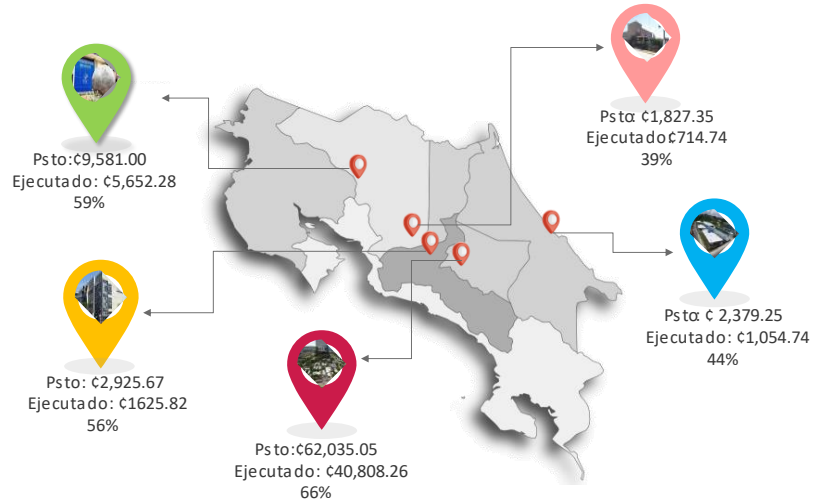 Psto:₡9,581.00
Ejecutado: ₡5,652.28
59%
Psto: ₡1,827.35
Ejecutado₡714.74
39%
Psto: ₡ 2,379.25
Ejecutado: ₡1,054.74
44%
Psto: ₡2,925.67
Ejecutado: ₡1625.82
56%
Psto:₡62,035.05
Ejecutado: ₡40,808.26
66%